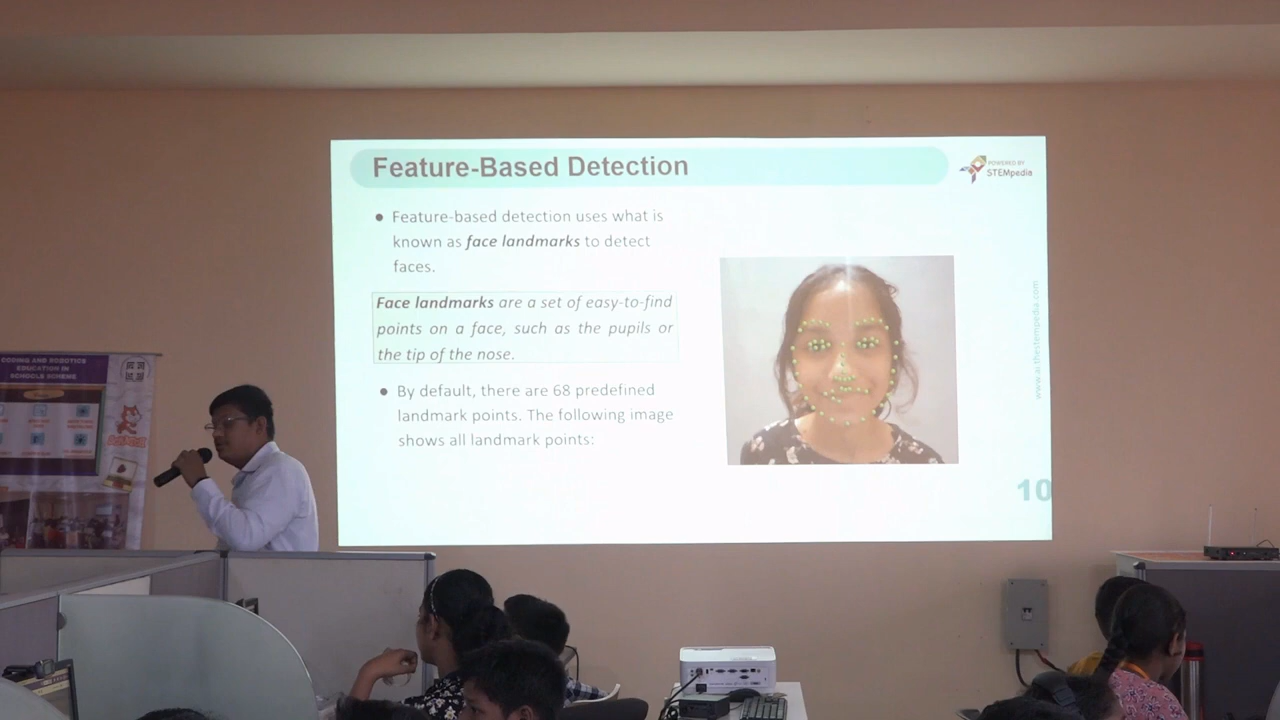 Feature-Based Detection
POWERED BY
STEMpedia
● Feature-based detection uses what is
known as face landmarks to detect
faces.
Face landmarks are a set of easy-to-find
points on a face, such as the pupils or
the tip of the nose.
● By default, there are 68 predefined
landmark points. The following image
shows all landmark points:
www.ai.thestempedia.com
10
CODING AND ROBOTICS
EDUCATION IN
SCHOOLS SCHEME